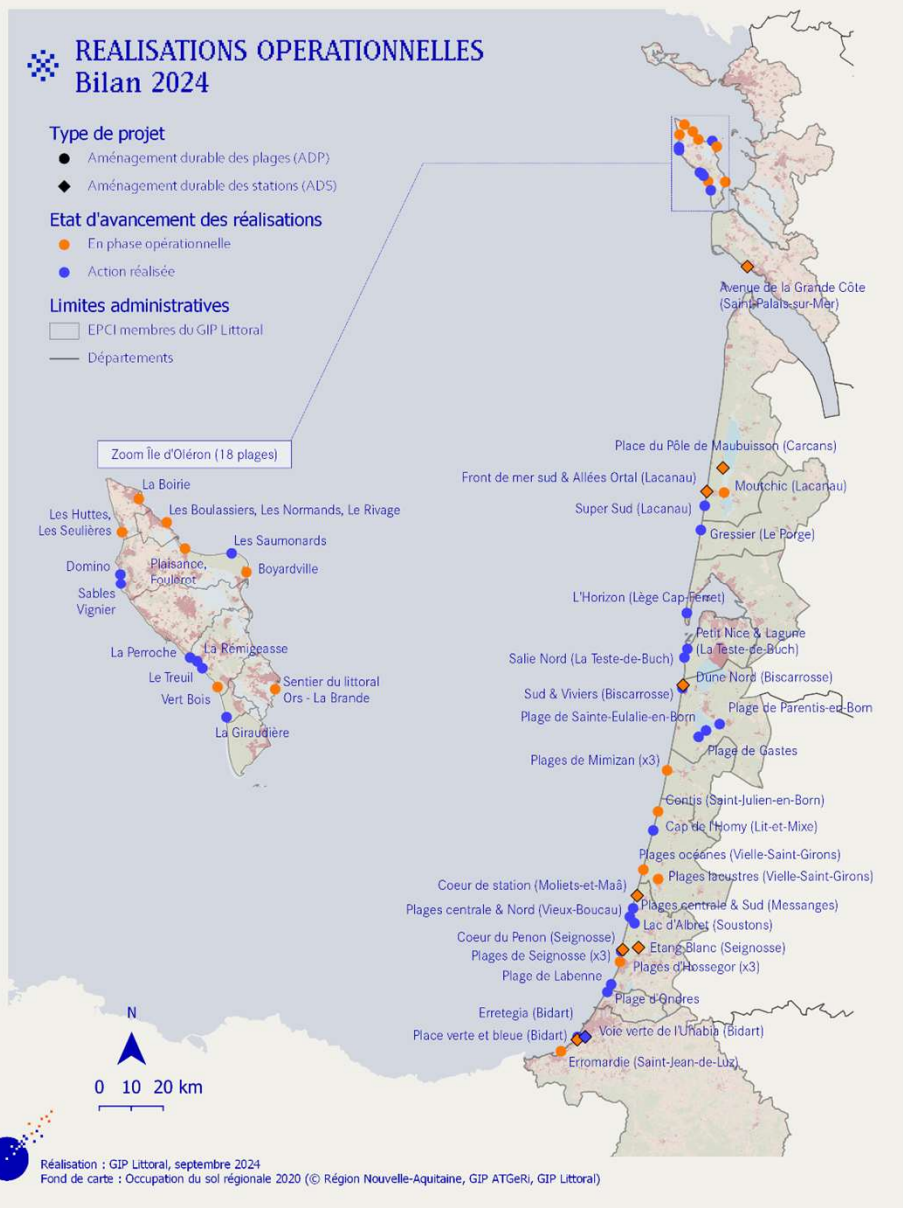 REALISATIONS OPERATIONNELLES
Bilan 2024
Type de projet
Aménagement durable des plages (ADP)
Aménagement durable des stations (ADS)
Etat d'avancement des réalisations
En phase opérationnelle
Action réalisée
Limites administratives
EPCI membres du GIP Littoral
Départements
Zoom Île d'Oléron (18 plages)
La Boirie
Les Boulassiers, Les Normands, Le Rivage
Les Huttes,
Les Seulières
Les Saumonards
Plaisance,
Foulerot
Boyardville
Domino
Sables
Vignier
La Perroche
La Rémigeasse
Le Treuil
Vert Bois
Sentier du littoral
Ors - La Brande
La Giraudière
Avenue de la Grande Côte
(Saint-Palais-sur-Mer)
Place du Pôle de Maubuisson (Carcans)
Front de mer sud & Allées Ortal (Lacanau)
Moutchic (Lacanau)
Super Sud (Lacanau)
Gressier (Le Porge)
L'Horizon (Lège Cap-Ferret)
Petit Nice & Lagune
(La Teste-de-Buch)
Salie Nord (La Teste-de-Buch)
Dune Nord (Biscarrosse)
Sud & Viviers (Biscarrosse)
Plage de Parentis-en-Born
Plage de Sainte-Eulalie-en-Born
Plage de Gastes
Plages de Mimizan (x3)
Contis (Saint-Julien-en-Born)
Cap de l'Homy (Lit-et-Mixe)
Plages océanes (Vielle-Saint-Girons)
Plages lacustres (Vielle-Saint-Girons)
Coeur de station (Moliets-et-Maâ)
Plages centrale & Sud (Messanges)
Plages centrale & Nord (Vieux-Boucau)
Lac d'Albret (Soustons)
Coeur du Penon (Seignosse)
Etang Blanc (Seignosse)
Plages de Seignosse (x3)
Plages d'Hossegor (x3)
Plage de Labenne
Plage d'Ondres
Erretegia (Bidart)
Voie verte de l'Uhabia (Bidart)
Place verte et bleue (Bidart)
Erromardie (Saint-Jean-de-Luz)
N
0 10 20 km
Réalisation : GIP Littoral, septembre 2024
Fond de carte : Occupation du sol régionale 2020 (© Région Nouvelle-Aquitaine, GIP ATGeRi, GIP Littoral)